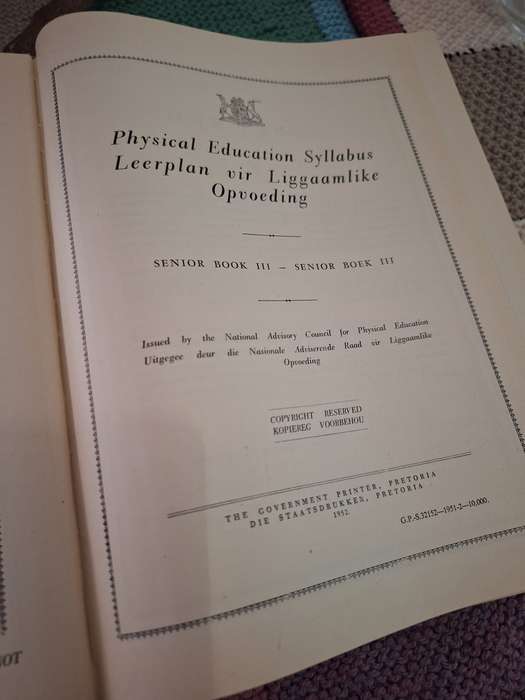 Physical Education Syllabus
Leerplan vir Liggaamlike
Opvoeding
SENIOR BOOK III – SENIOR BOEK III
Issued by the National Advisory Council for Physical Education
Uitgegee deur die Nasionale Adviserende Raad vir Liggaamlike
Opvoeding
COPYRIGHT RESERVED
KOPIEREG VOORBEHOU
THE GOVERNMENT PRINTER, PRETORIA
DIE STAATSDRUKKER, PRETORIA
1952.
G.P.-S.32152—1951-2—10,000.